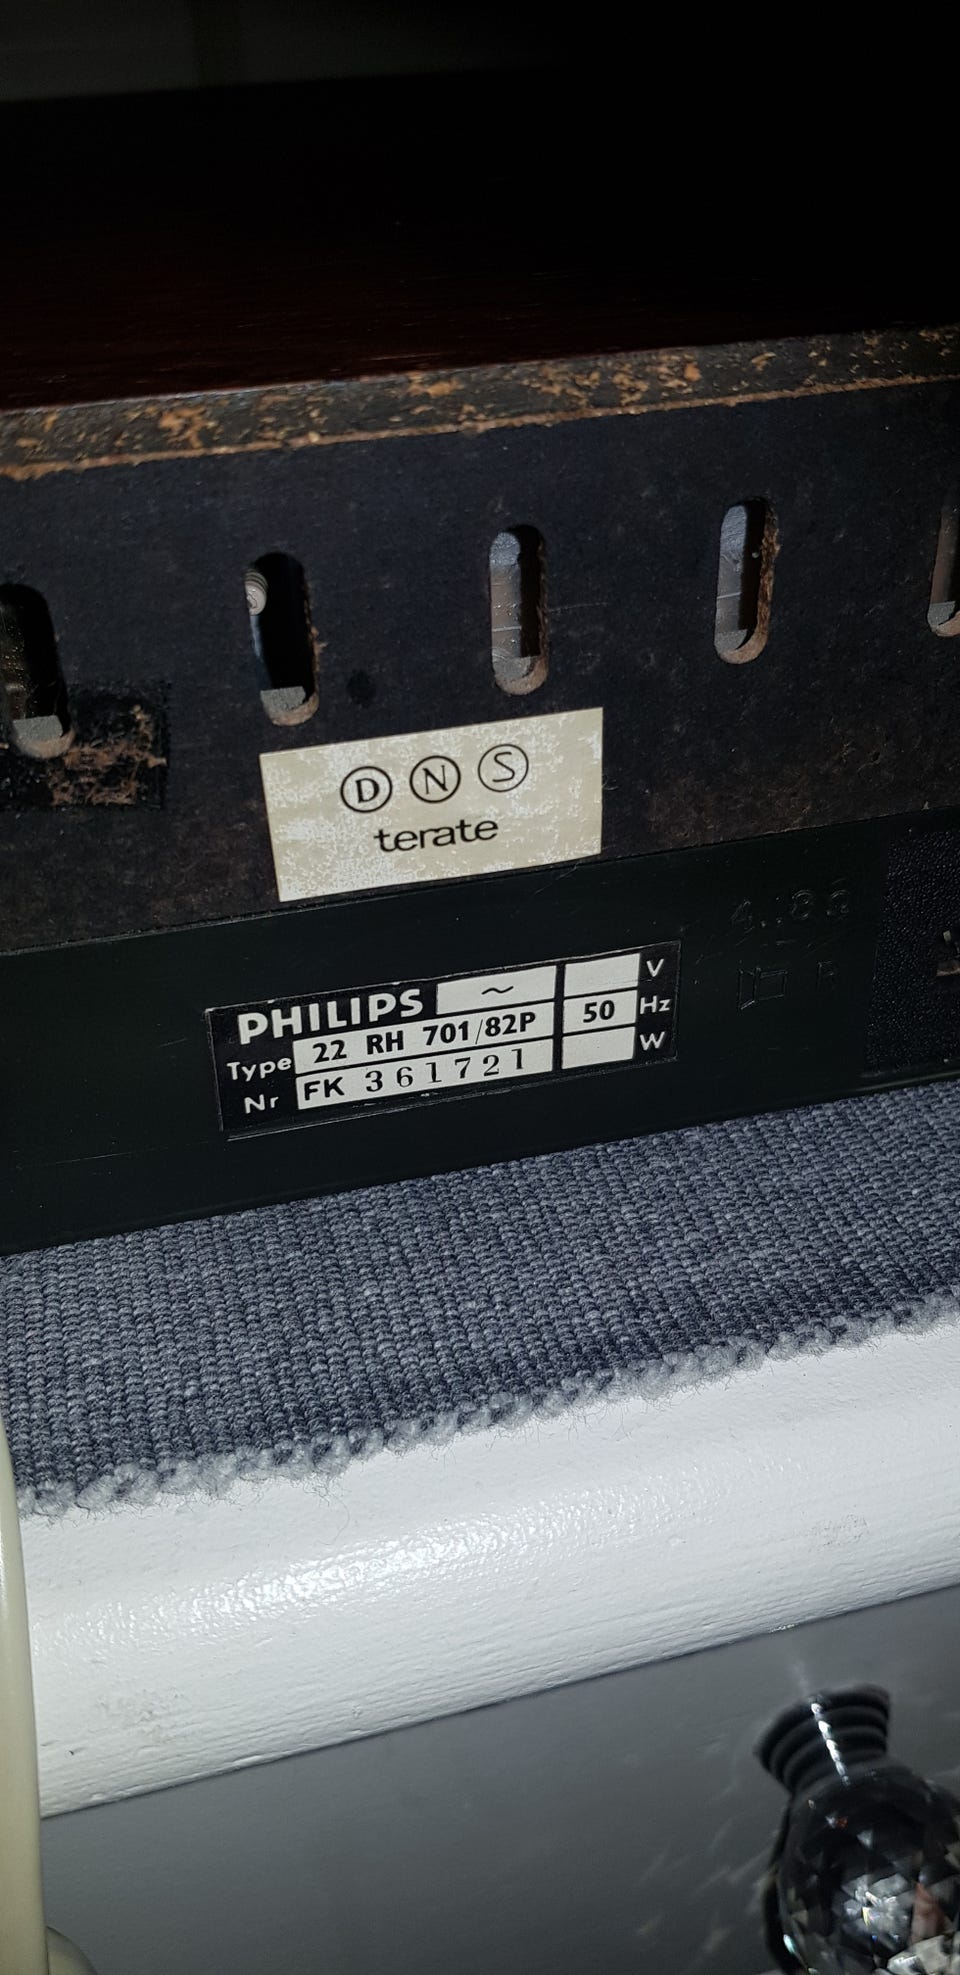 D N S
terate
PHILIPS ~ V
Type 22 RH 701/82P 50 Hz
Nr FK 361721 W
R